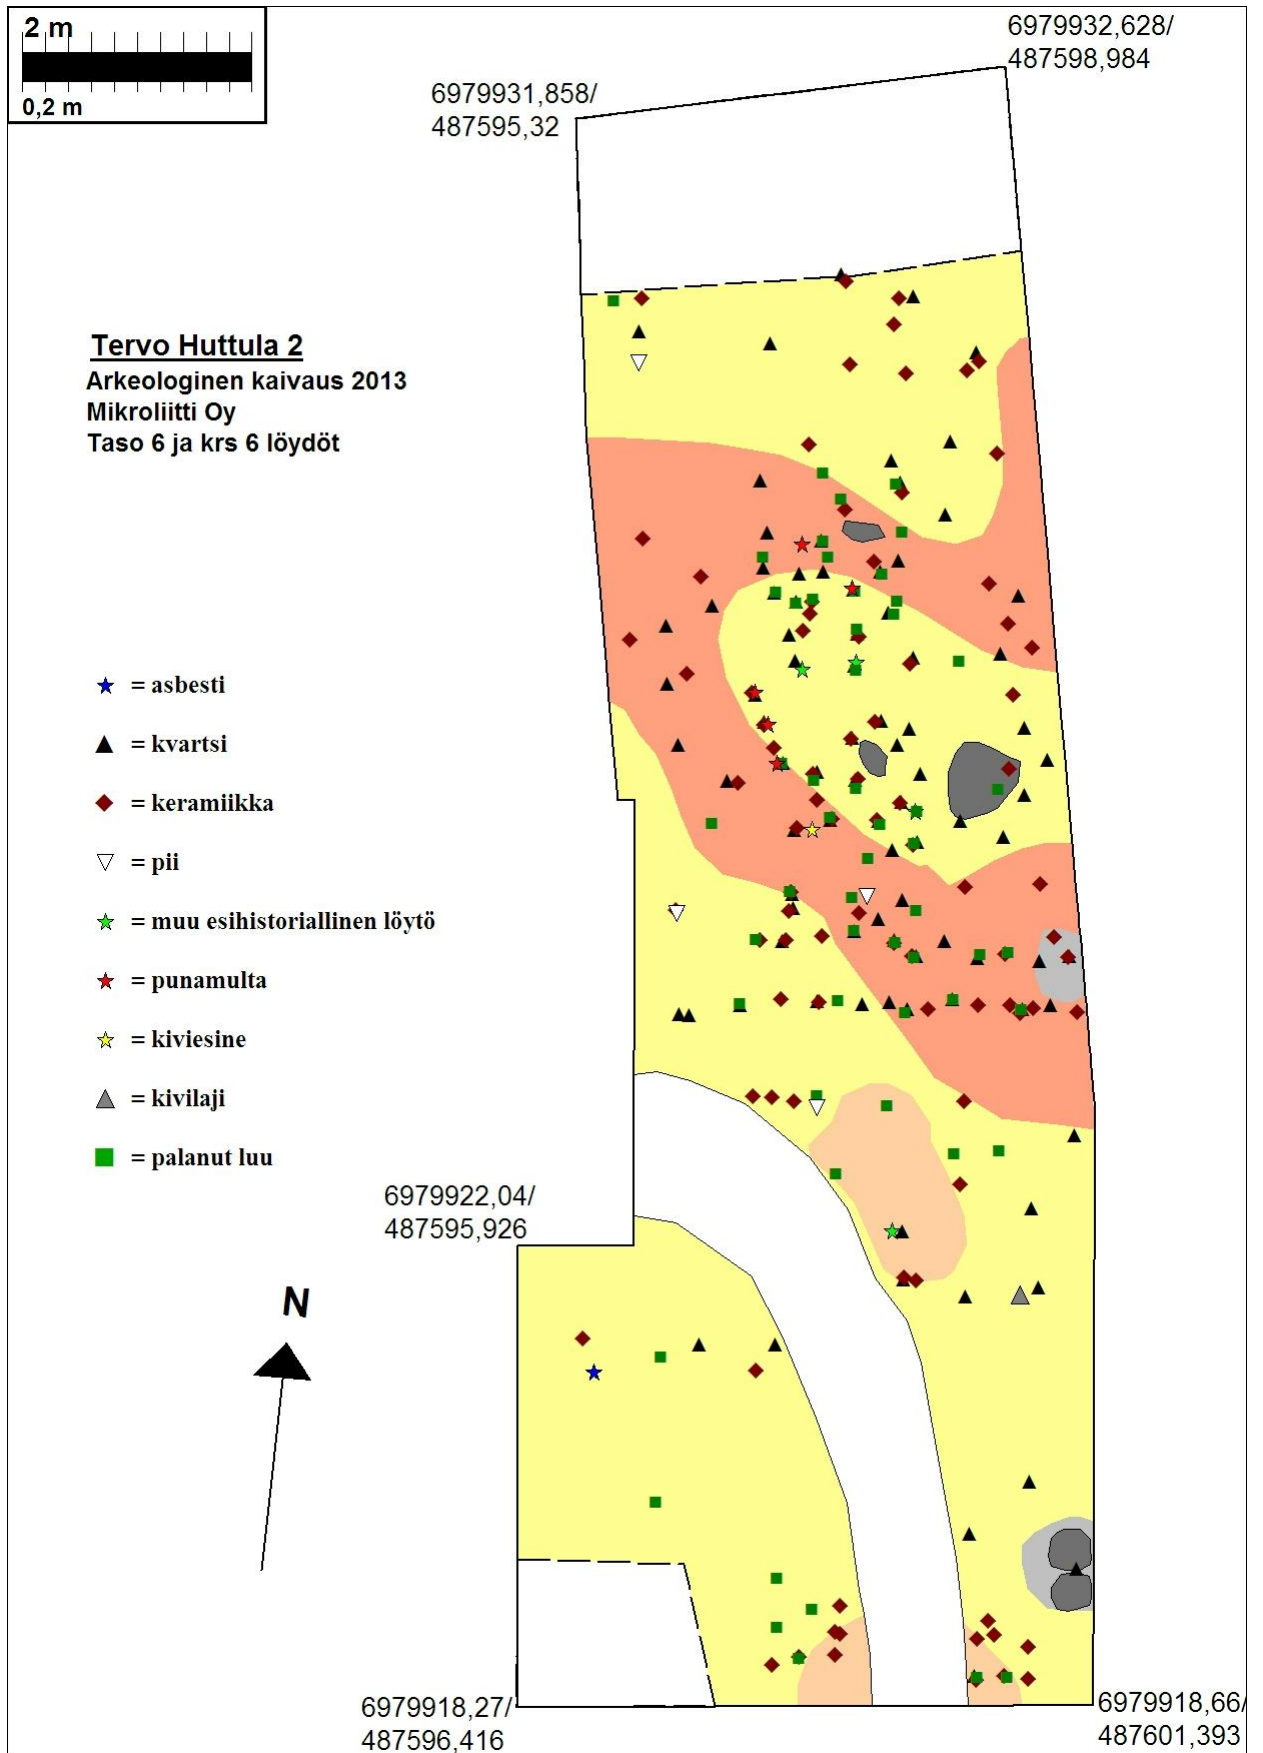 2 m
0,2 m
6979932,628/
487598,984
6979931,858/
487595,32
Tervo Huttula 2
Arkeologinen kaivaus 2013
Mikroliitti Oy
Taso 6 ja krs 6 löydöt
= asbesti
= kvartsi
= keramiikka
= pii
= muu esihistoriallinen löytö
= punamulta
= kiviesine
= kivilaji
= palanut luu
6979922,04/
487595,926
N
6979918,27/
487596,416
6979918,66/
487601,393